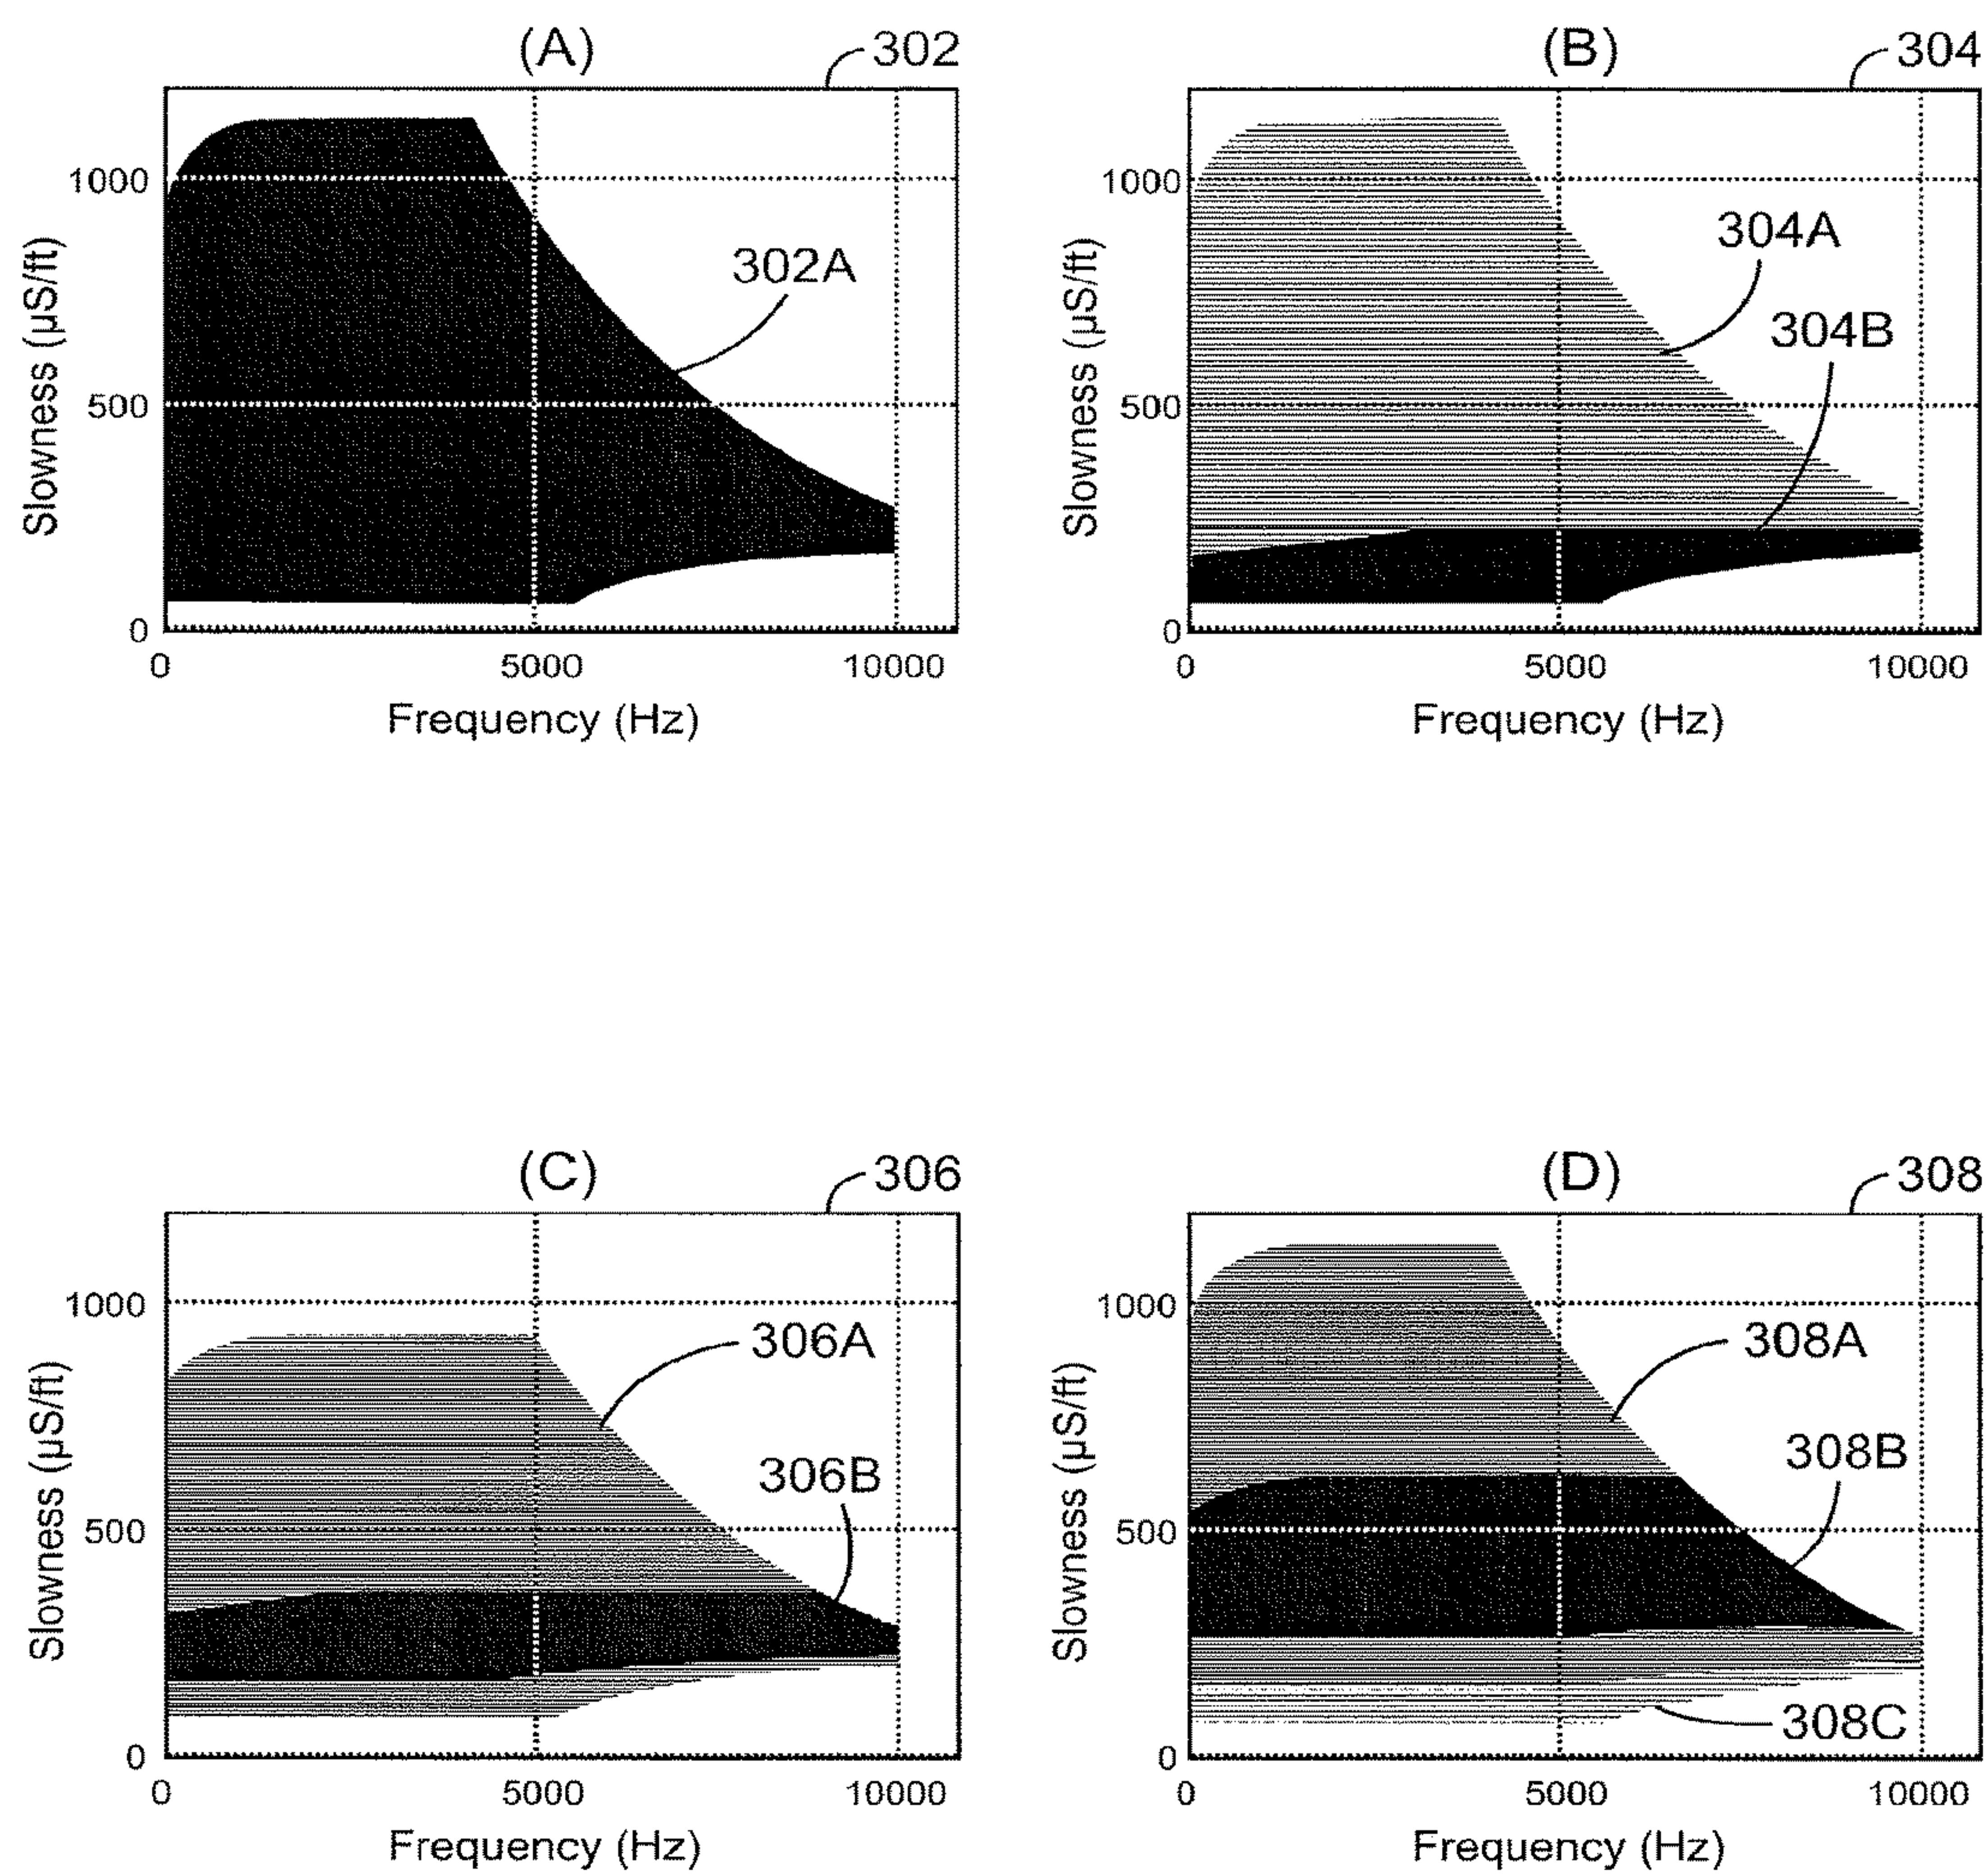 (A)
302
1000
500
0
0
5000
10000
Slowness (µS/ft)
Frequency (Hz)
302A
(B)
304
1000
500
0
0
5000
10000
Slowness (µS/ft)
Frequency (Hz)
304A
304B
(C)
306
1000
500
0
0
5000
10000
Slowness (µS/ft)
Frequency (Hz)
306A
306B
(D)
308
1000
500
0
0
5000
10000
Slowness (µS/ft)
Frequency (Hz)
308A
308B
308C